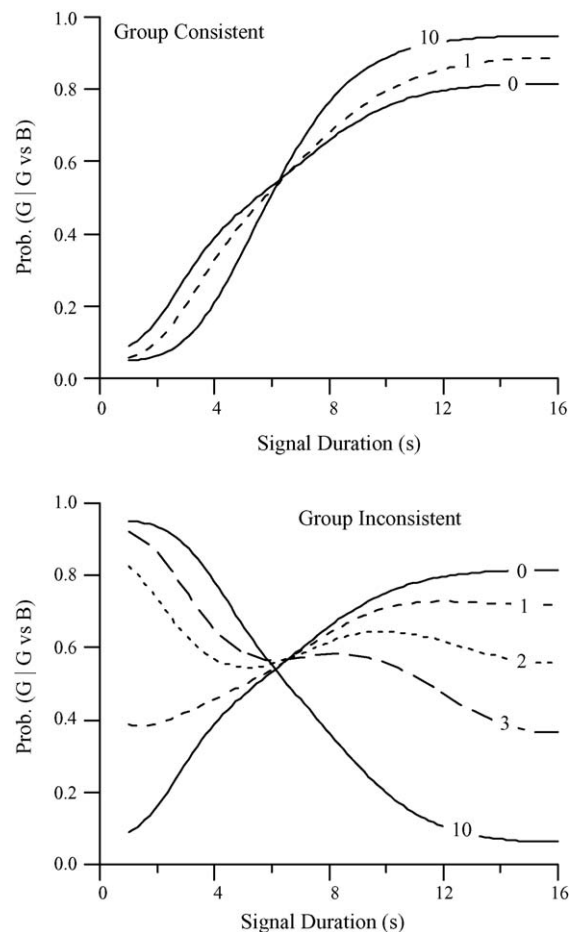 Group Consistent
Prob. (G | G vs B)
1.0
0.8
0.6
0.4
0.2
0.0
10
1
0
0 4 8 12 16
Signal Duration (s)
Group Inconsistent
Prob. (G | G vs B)
1.0
0.8
0.6
0.4
0.2
0.0
0
1
2
3
10
0 4 8 12 16
Signal Duration (s)